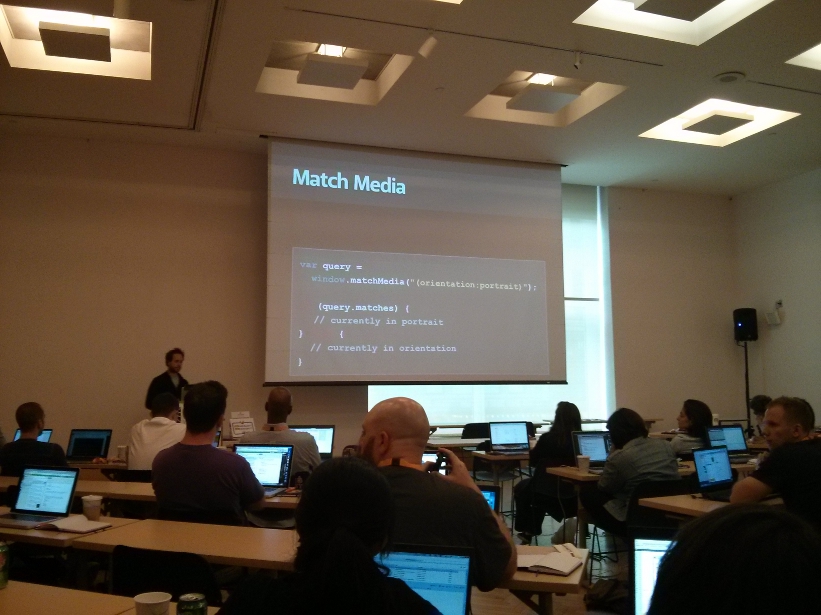 Match Media
var query =
window.matchMedia("(orientation:portrait)");
(query.matches) {
// currently in portrait
} {
// currently in orientation
}